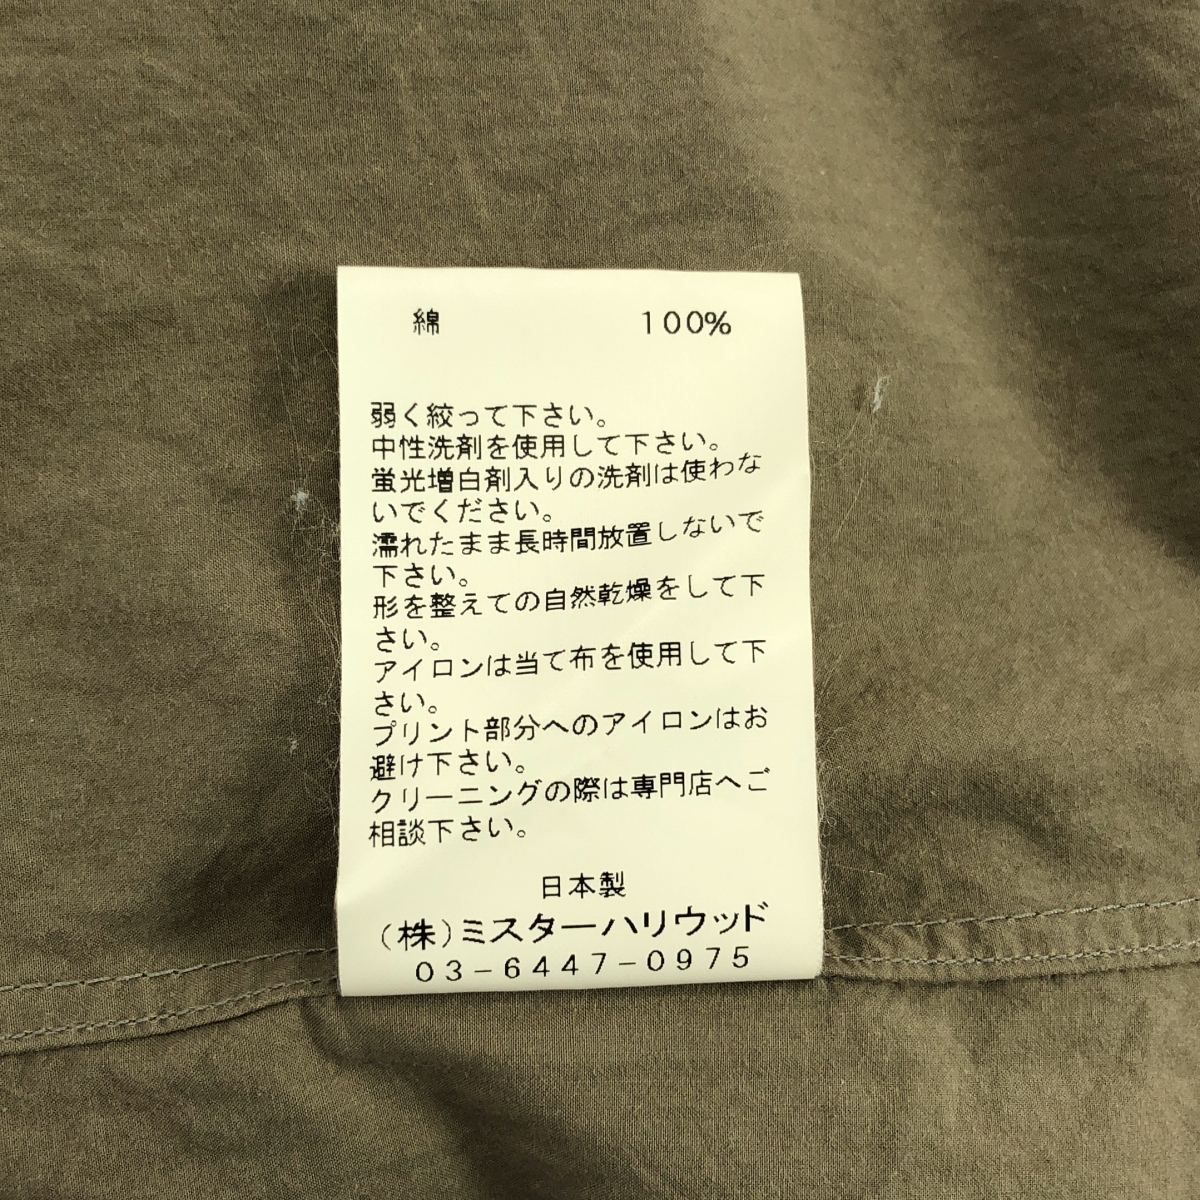 綿 100%
弱く絞って下さい。
中性洗剤を使用して下さい。
蛍光増白剤入りの洗剤は使わな
いでください。
濡れたまま長時間放置しないで
下さい。
形を整えての自然乾燥をして下
さい。
アイロンは当て布を使用して下
さい。
プリント部分へのアイロンはお
避け下さい。
クリーニングの際は専門店へご
相談下さい。
日本製
(株)ミスターハリウッド
03-6447-0975